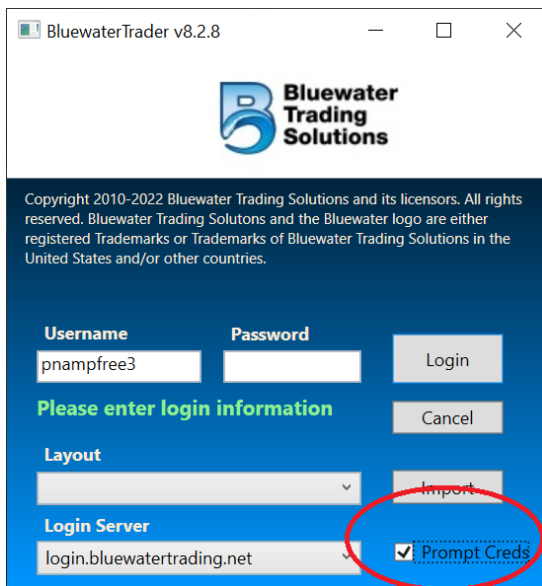 BluewaterTrader v8.2.8
Bluewater
Trading
Solutions
Copyright 2010-2022 Bluewater Trading Solutions and its licensors. All rights
reserved. Bluewater Trading Solutons and the Bluewater logo are either
registered Trademarks or Trademarks of Bluewater Trading Solutions in the
United States and/or other countries.
Username Password
pnampfree3 Login
Please enter login information
Cancel
Layout
Import
Login Server
login.bluewatertrading.net Prompt Creds